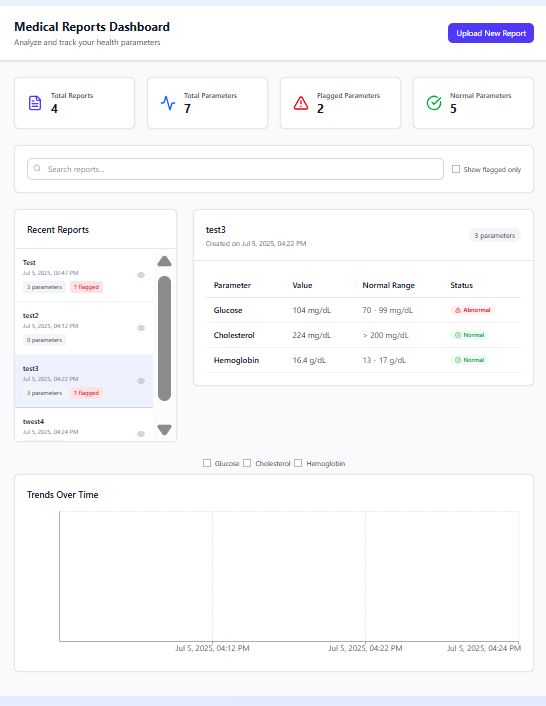 Medical Reports Dashboard
Analyze and track your health parameters
Upload New Report
Total Reports
4
Total Parameters
7
Flagged Parameters
2
Normal Parameters
5
Search reports...
Show flagged only
Recent Reports
Test
Jul 5, 2025, 02:47 PM
3 parameters 1 flagged
test2
Jul 5, 2025, 04:12 PM
0 parameters
test3
Jul 5, 2025, 04:22 PM
3 parameters 1 flagged
twest4
Jul 5, 2025, 04:24 PM
test3
Created on Jul 5, 2025, 04:22 PM
3 parameters
Parameter Value Normal Range Status
Glucose 104 mg/dL 70 - 99 mg/dL Abnormal
Cholesterol 224 mg/dL > 200 mg/dL Normal
Hemoglobin 16.4 g/dL 13 - 17 g/dL Normal
Glucose Cholesterol Hemoglobin
Trends Over Time
Jul 5, 2025, 04:12 PM Jul 5, 2025, 04:22 PM Jul 5, 2025, 04:24 PM